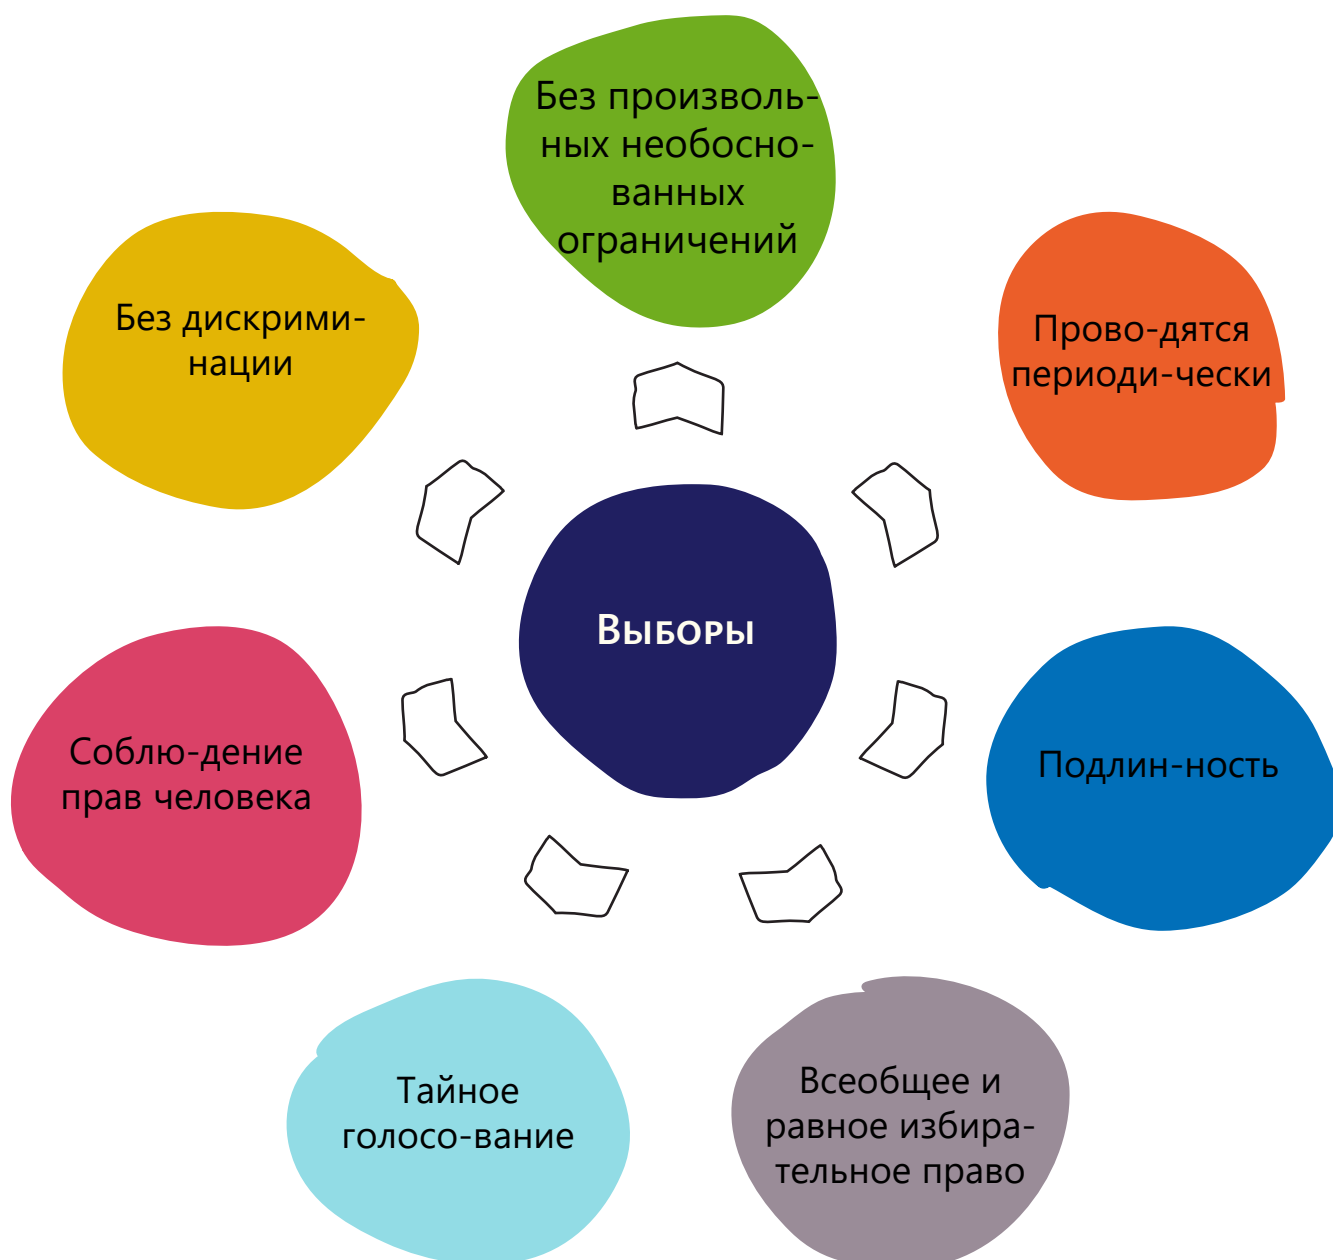 Без произволь-
ных необосно-
ванных
ограничений
Прово-дятся
периоди-чески
Подлин-ность
Всеобщее и
равное избира-
тельное право
Тайное
голосо-вание
Соблю-дение
прав человека
Без дискрими-
нации
Выборы